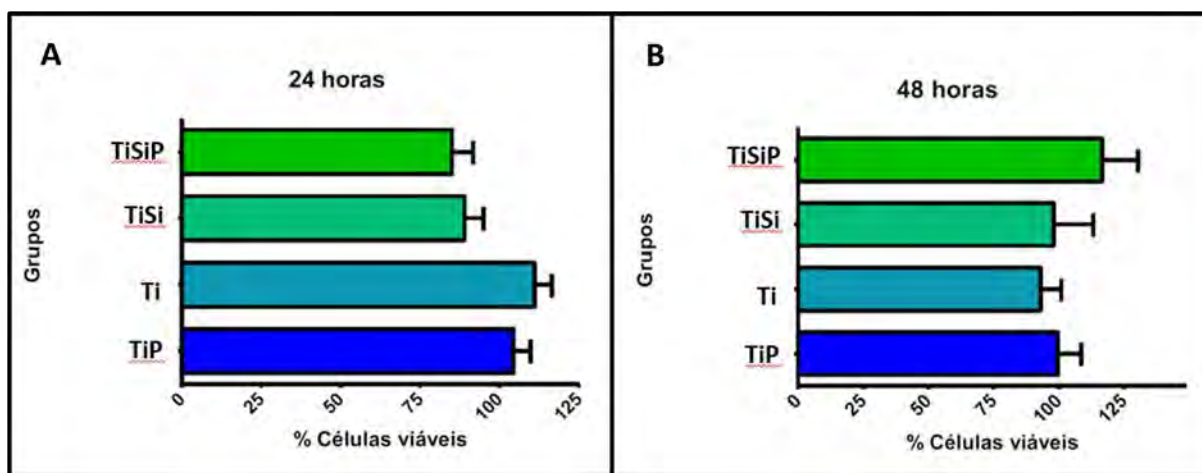 A
24 horas
Grupos
TiSiP
TiSi
Ti
TiP
0 25 50 75 100 125
% Células viáveis
B
48 horas
Grupos
TiSiP
TiSi
Ti
TiP
0 25 50 75 100 125
% Células viáveis